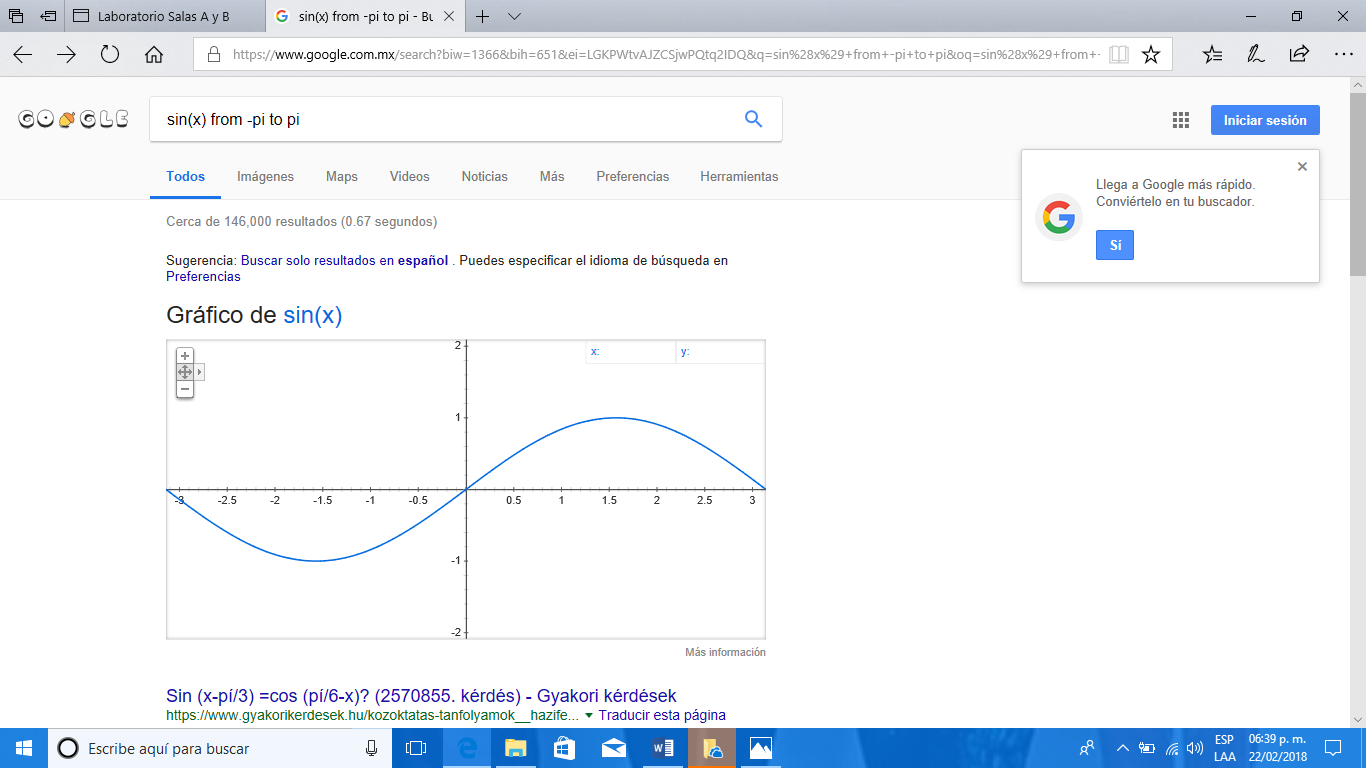 Laboratorio Salas A y B
sin(x) from -pi to pi - Bu
https://www.google.com.mx/search?biw=1366&bih=651&ei=LGKPWtvAJZCSjwPQtq2IDQ&q=sin%28x%29+from+-pi+to+pi&oq=sin%28x%29+from+-
GOOGLE
sin(x) from -pi to pi
Iniciar sesión
Todos Imágenes Maps Videos Noticias Más Preferencias Herramientas
Llega a Google más rápido.
Conviértelo en tu buscador.
Sí
Cerca de 146,000 resultados (0.67 segundos)
Sugerencia: Buscar solo resultados en español . Puedes especificar el idioma de búsqueda en
Preferencias
Gráfico de sin(x)
x: y:
2
1
-3 -2.5 -2 -1.5 -1 -0.5 0.5 1 1.5 2 2.5 3
-1
-2
Más información
Sin (x-pí/3) =cos (pí/6-x)? (2570855. kérdés) - Gyakori kérdések
https://www.gyakorikerdesek.hu/kozoktatas-tanfolyamok__hazife... Traducir esta página
Escribe aquí para buscar
ESP
LAA
06:39 p. m.
22/02/2018